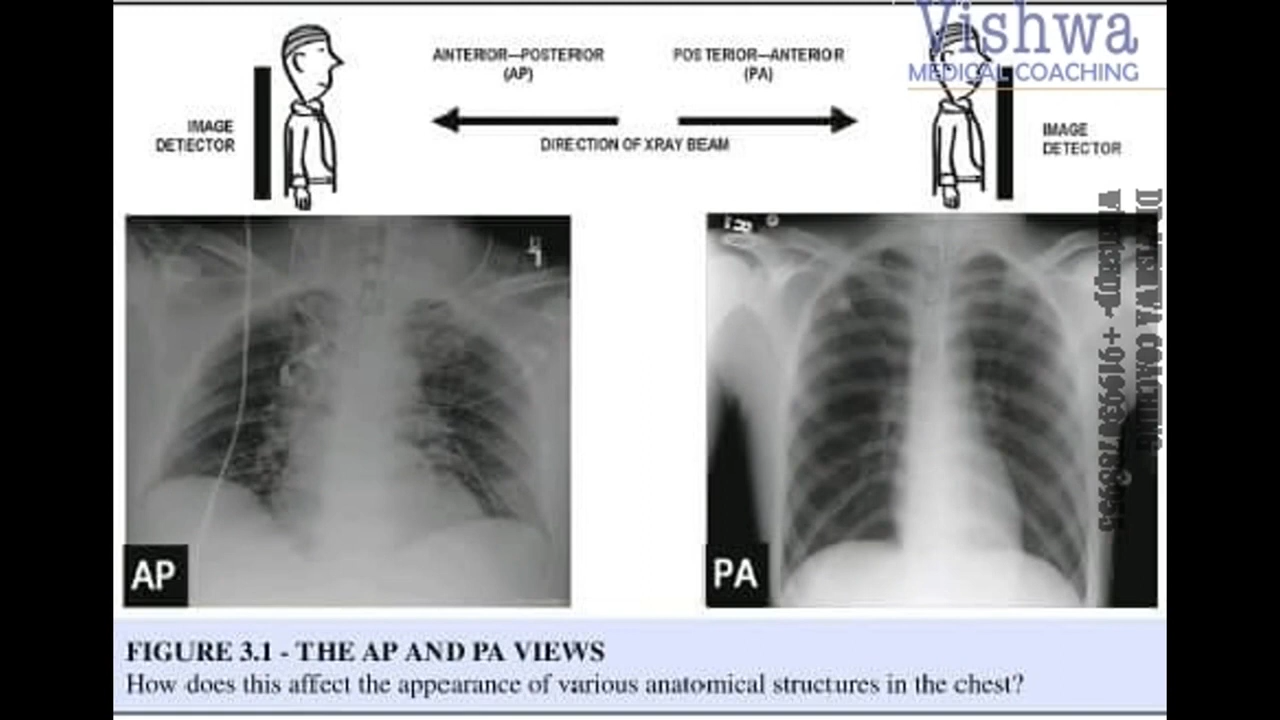 Vishwa
MEDICAL COACHING
ANTERIOR—POSTERIOR
(AP)
POSTERIOR—ANTERIOR
(PA)
IMAGE
DETECTOR
DIRECTION OF XRAY BEAM
IMAGE
DETECTOR
AP
PA
FIGURE 3.1 - THE AP AND PA VIEWS
How does this affect the appearance of various anatomical structures in the chest?
COACHING